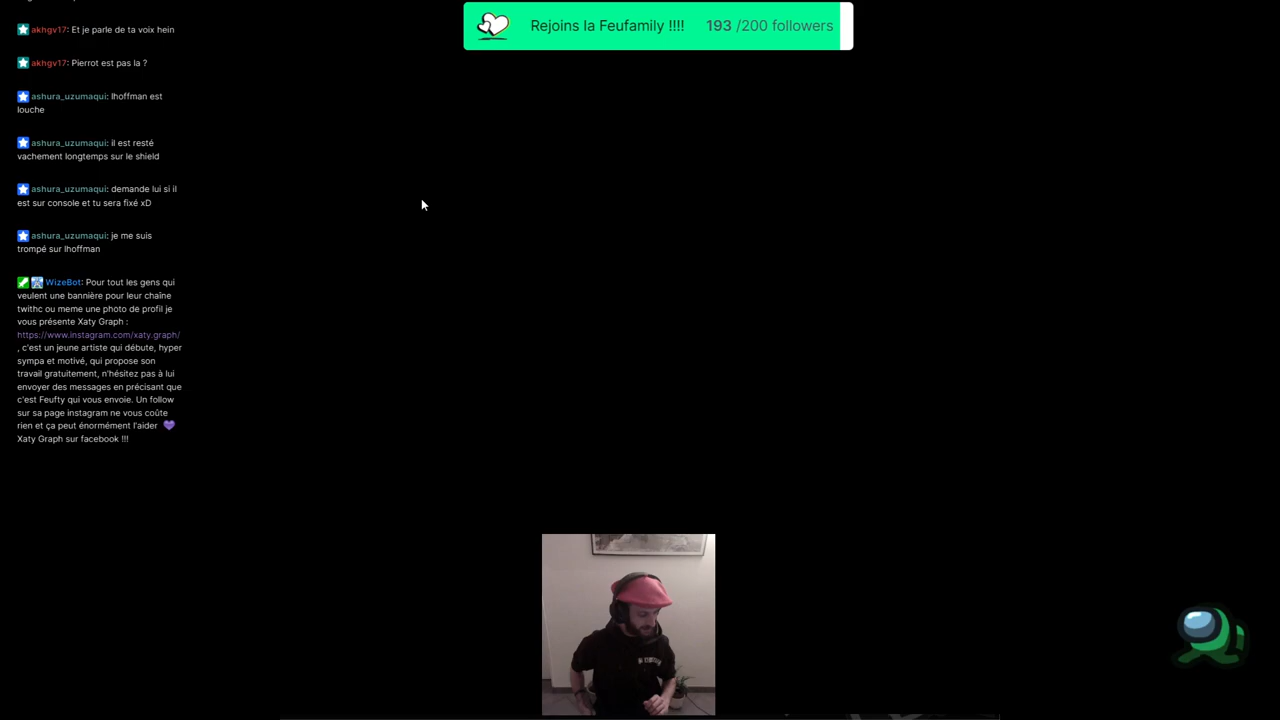 akhgv17: Et je parle de ta voix hein
akhgv17: Pierrot est pas la ?
ashura_uzumaqui: lhoffman est
louche
ashura_uzumaqui: il est resté
vachement longtemps sur le shield
ashura_uzumaqui: demande lui si il
est sur console et tu sera fixé xD
ashura_uzumaqui: je me suis
trompé sur lhoffman
WizeBot: Pour tout les gens qui
veulent une bannière pour leur chaîne
twithc ou meme une photo de profil je
vous présente Xaty Graph :
https://www.instagram.com/xaty.graph/
, c'est un jeune artiste qui débute, hyper
sympa et motivé, qui propose son
travail gratuitement, n'hésitez pas à lui
envoyer des messages en précisant que
c'est Feufty qui vous envoie. Un follow
sur sa page instagram ne vous coûte
rien et ça peut énormément l'aider 💜
Xaty Graph sur facebook !!!
Rejoins la Feufamily !!!! 193 /200 followers